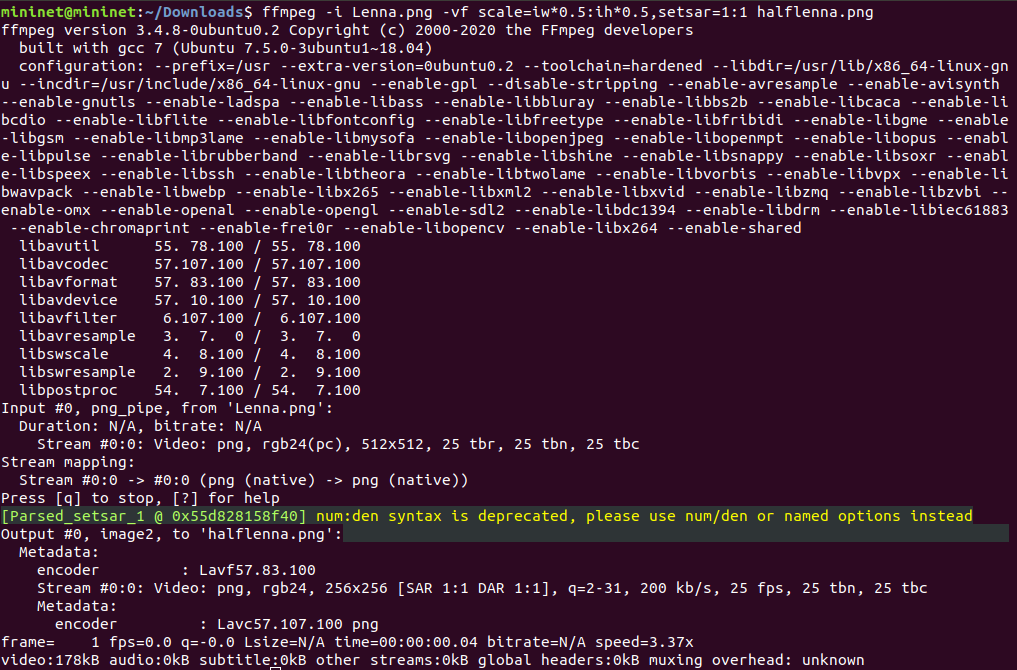 mininet@mininet:~/Downloads$ ffmpeg -i Lenna.png -vf scale=iw*0.5:ih*0.5,setsar=1:1 halflenna.png
ffmpeg version 3.4.8-0ubuntu0.2 Copyright (c) 2000-2020 the FFmpeg developers
  built with gcc 7 (Ubuntu 7.5.0-3ubuntu1~18.04)
  configuration: --prefix=/usr --extra-version=0ubuntu0.2 --toolchain=hardened --libdir=/usr/lib/x86_64-linux-gn
u --incdir=/usr/include/x86_64-linux-gnu --enable-gpl --disable-stripping --enable-avresample --enable-avisynth
--enable-gnutls --enable-ladspa --enable-libass --enable-libbluray --enable-libbs2b --enable-libcaca --enable-li
bcdio --enable-libflite --enable-libfontconfig --enable-libfreetype --enable-libfribidi --enable-libgme --enable
-libgsm --enable-libmp3lame --enable-libmysofa --enable-libopenjpeg --enable-libopenmpt --enable-libopus --enabl
e-libpulse --enable-librubberband --enable-librsvg --enable-libshine --enable-libsnappy --enable-libsoxr --enabl
e-libspeex --enable-libssh --enable-libtheora --enable-libtwolame --enable-libvorbis --enable-libvpx --enable-li
bwavpack --enable-libwebp --enable-libx265 --enable-libxml2 --enable-libxvid --enable-libzmq --enable-libzvbi --
enable-omx --enable-openal --enable-opengl --enable-sdl2 --enable-libdc1394 --enable-libdrm --enable-libiec61883
 --enable-chromaprint --enable-frei0r --enable-libopencv --enable-libx264 --enable-shared
  libavutil      55. 78.100 / 55. 78.100
  libavcodec     57.107.100 / 57.107.100
  libavformat    57. 83.100 / 57. 83.100
  libavdevice    57. 10.100 / 57. 10.100
  libavfilter     6.107.100 /  6.107.100
  libavresample   3.  7.  0 /  3.  7.  0
  libswscale      4.  8.100 /  4.  8.100
  libswresample   2.  9.100 /  2.  9.100
  libpostproc    54.  7.100 / 54.  7.100
Input #0, png_pipe, from 'Lenna.png':
  Duration: N/A, bitrate: N/A
    Stream #0:0: Video: png, rgb24(pc), 512x512, 25 tbr, 25 tbn, 25 tbc
Stream mapping:
  Stream #0:0 -> #0:0 (png (native) -> png (native))
Press [q] to stop, [?] for help
[Parsed_setsar_1 @ 0x55d828158f40] num:den syntax is deprecated, please use num/den or named options instead
Output #0, image2, to 'halflenna.png':
  Metadata:
    encoder         : Lavf57.83.100
    Stream #0:0: Video: png, rgb24, 256x256 [SAR 1:1 DAR 1:1], q=2-31, 200 kb/s, 25 fps, 25 tbn, 25 tbc
    Metadata:
      encoder         : Lavc57.107.100 png
frame=    1 fps=0.0 q=-0.0 Lsize=N/A time=00:00:00.04 bitrate=N/A speed=3.37x
video:178kB audio:0kB subtitle:0kB other streams:0kB global headers:0kB muxing overhead: unknown